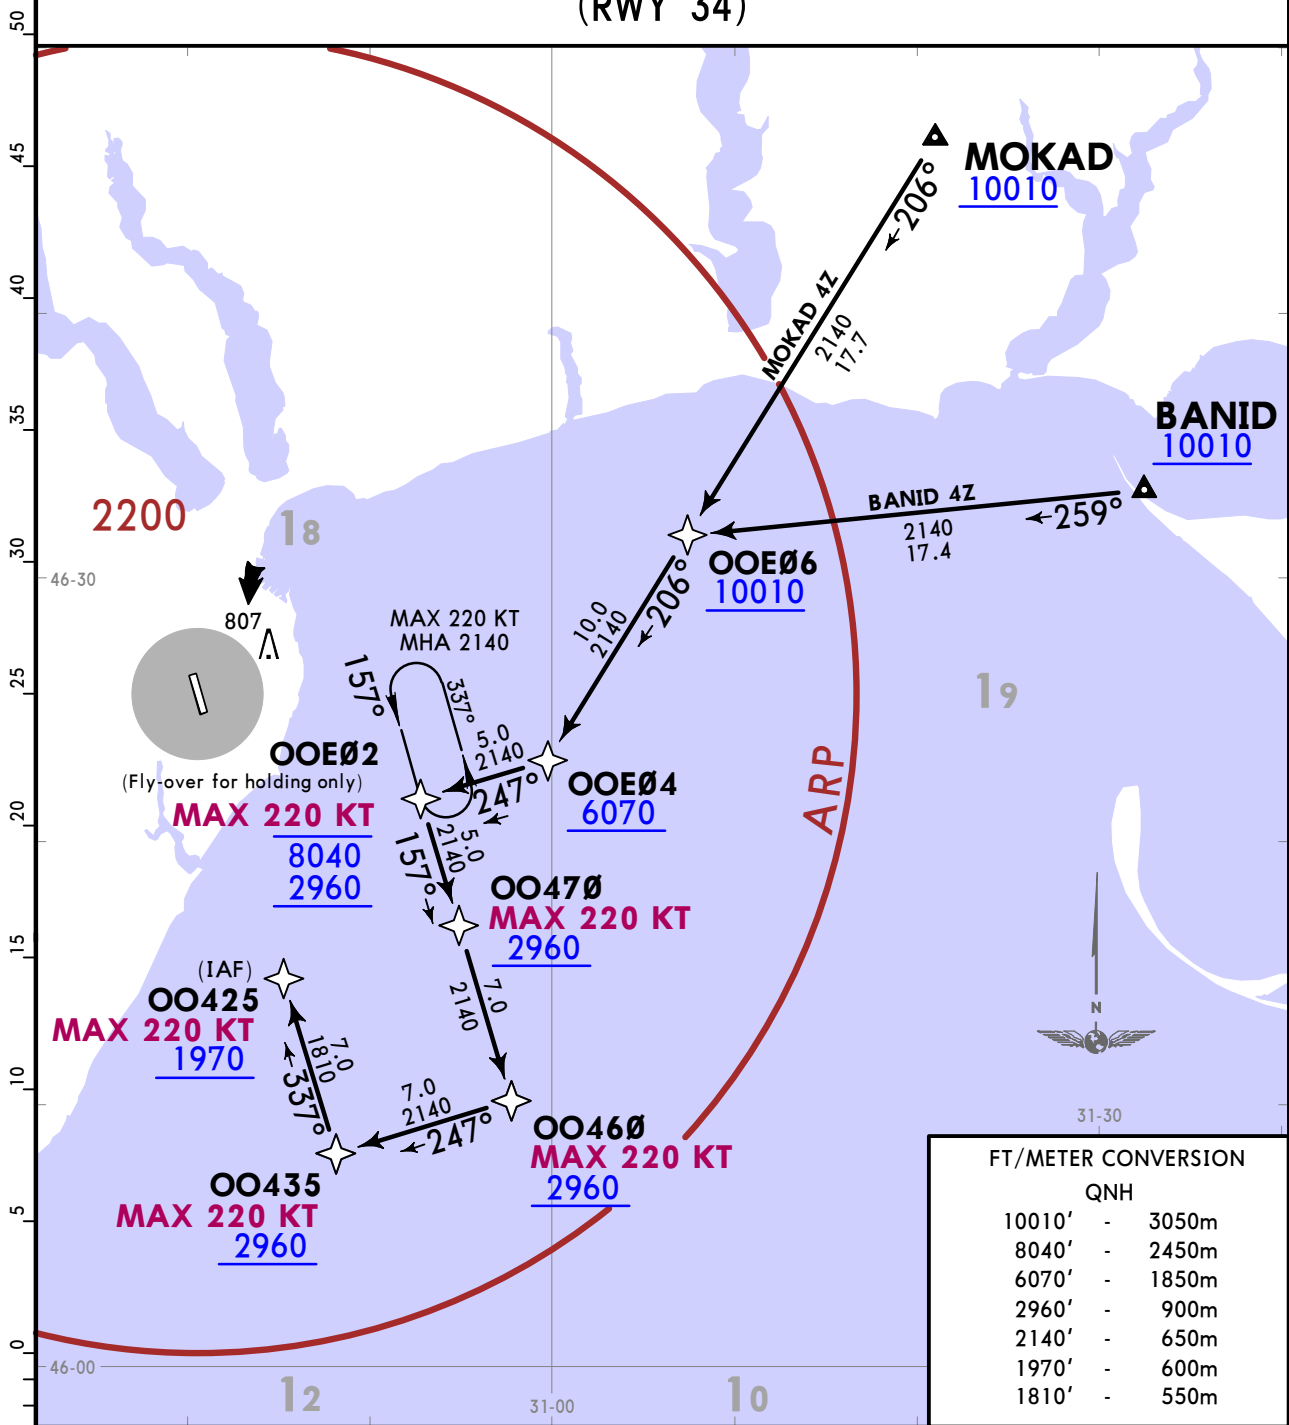 (RWY 34)
50
45
40
35
30
25
20
15
10
5
0
MOKAD
10010
←206°
MOKAD 4Z
2140
17.7
BANID
10010
BANID 4Z
←259°
2140
17.4
2200
18
46-30
807
OOEØ6
10010
←206°
10.0
2140
MAX 220 KT
MHA 2140
157°
337°
19
5.0
2140
←247°
OOEØ2
(Fly-over for holding only)
MAX 220 KT
8040
2960
OOEØ4
6070
ARP
5.0
2140
157°→
OO47Ø
MAX 220 KT
2960
(IAF)
OO425
MAX 220 KT
1970
7.0
2140
7.0
1810
←337°
N
7.0
2140
←247°
31-30
OO46Ø
MAX 220 KT
2960
OO435
MAX 220 KT
2960
FT/METER CONVERSION
QNH
10010' - 3050m
8040' - 2450m
6070' - 1850m
2960' - 900m
2140' - 650m
1970' - 600m
1810' - 550m
46-00
12
31-00
10